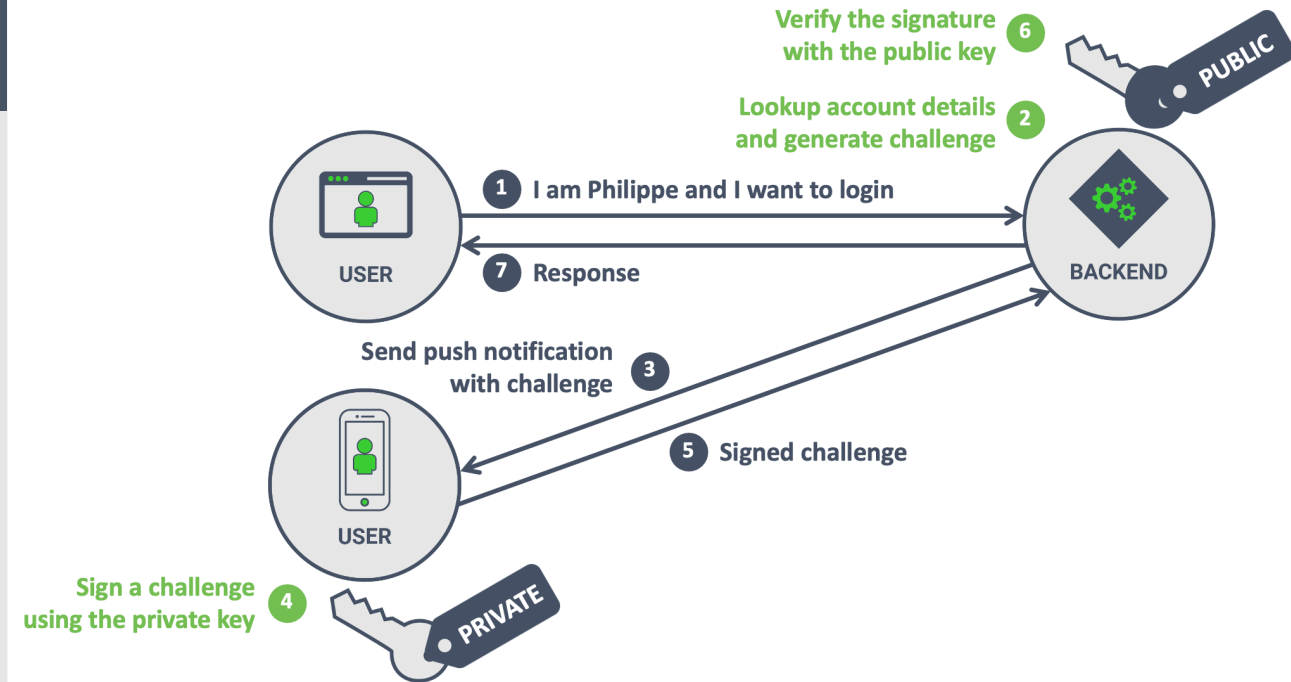 Verify the signature
with the public key
6
PUBLIC
Lookup account details
and generate challenge
2
1 I am Philippe and I want to login
USER
BACKEND
7 Response
Send push notification
with challenge
3
5 Signed challenge
USER
Sign a challenge
using the private key
4
PRIVATE